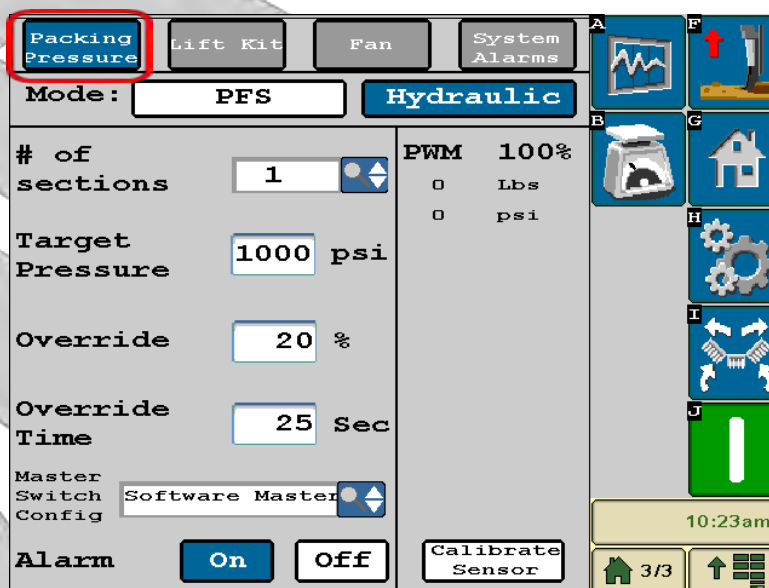 Packing Pressure
Lift Kit
Fan
System Alarms
Mode: PFS Hydraulic
# of sections 1
Target Pressure 1000 psi
Override 20 %
Override Time 25 Sec
Master Switch Config Software Master
Alarm On Off
PWM 100%
0 Lbs
0 psi
Calibrate Sensor
A
B
F
G
H
I
J
10:23am
3/3